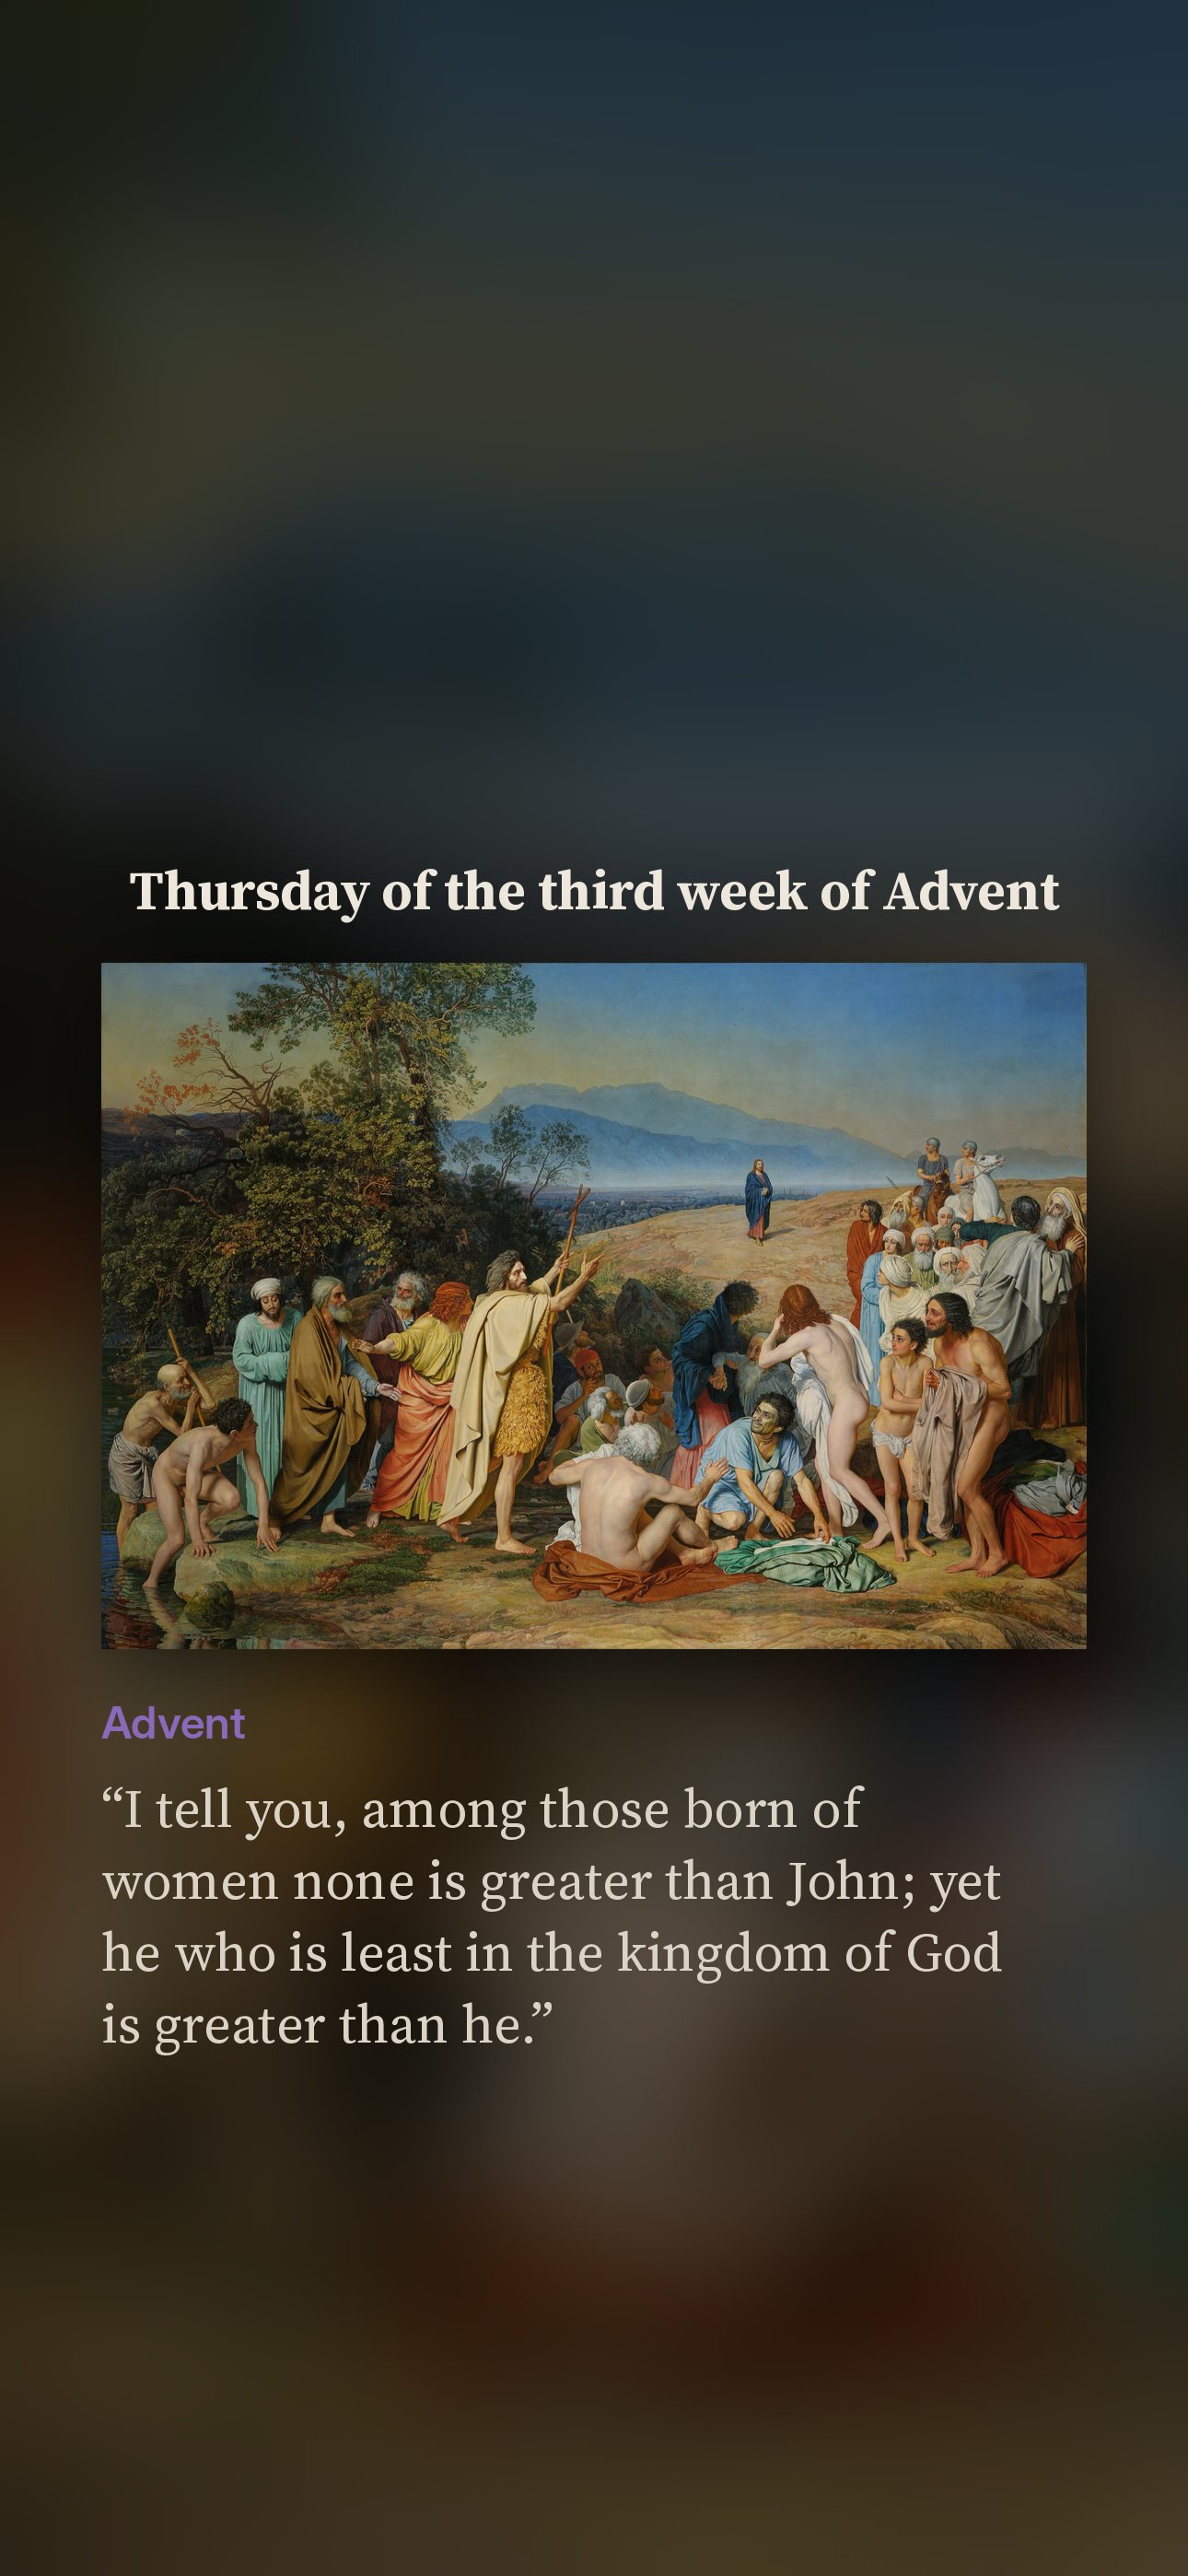 Thursday of the third week of Advent
Advent
“I tell you, among those born of
women none is greater than John; yet
he who is least in the kingdom of God
is greater than he.”